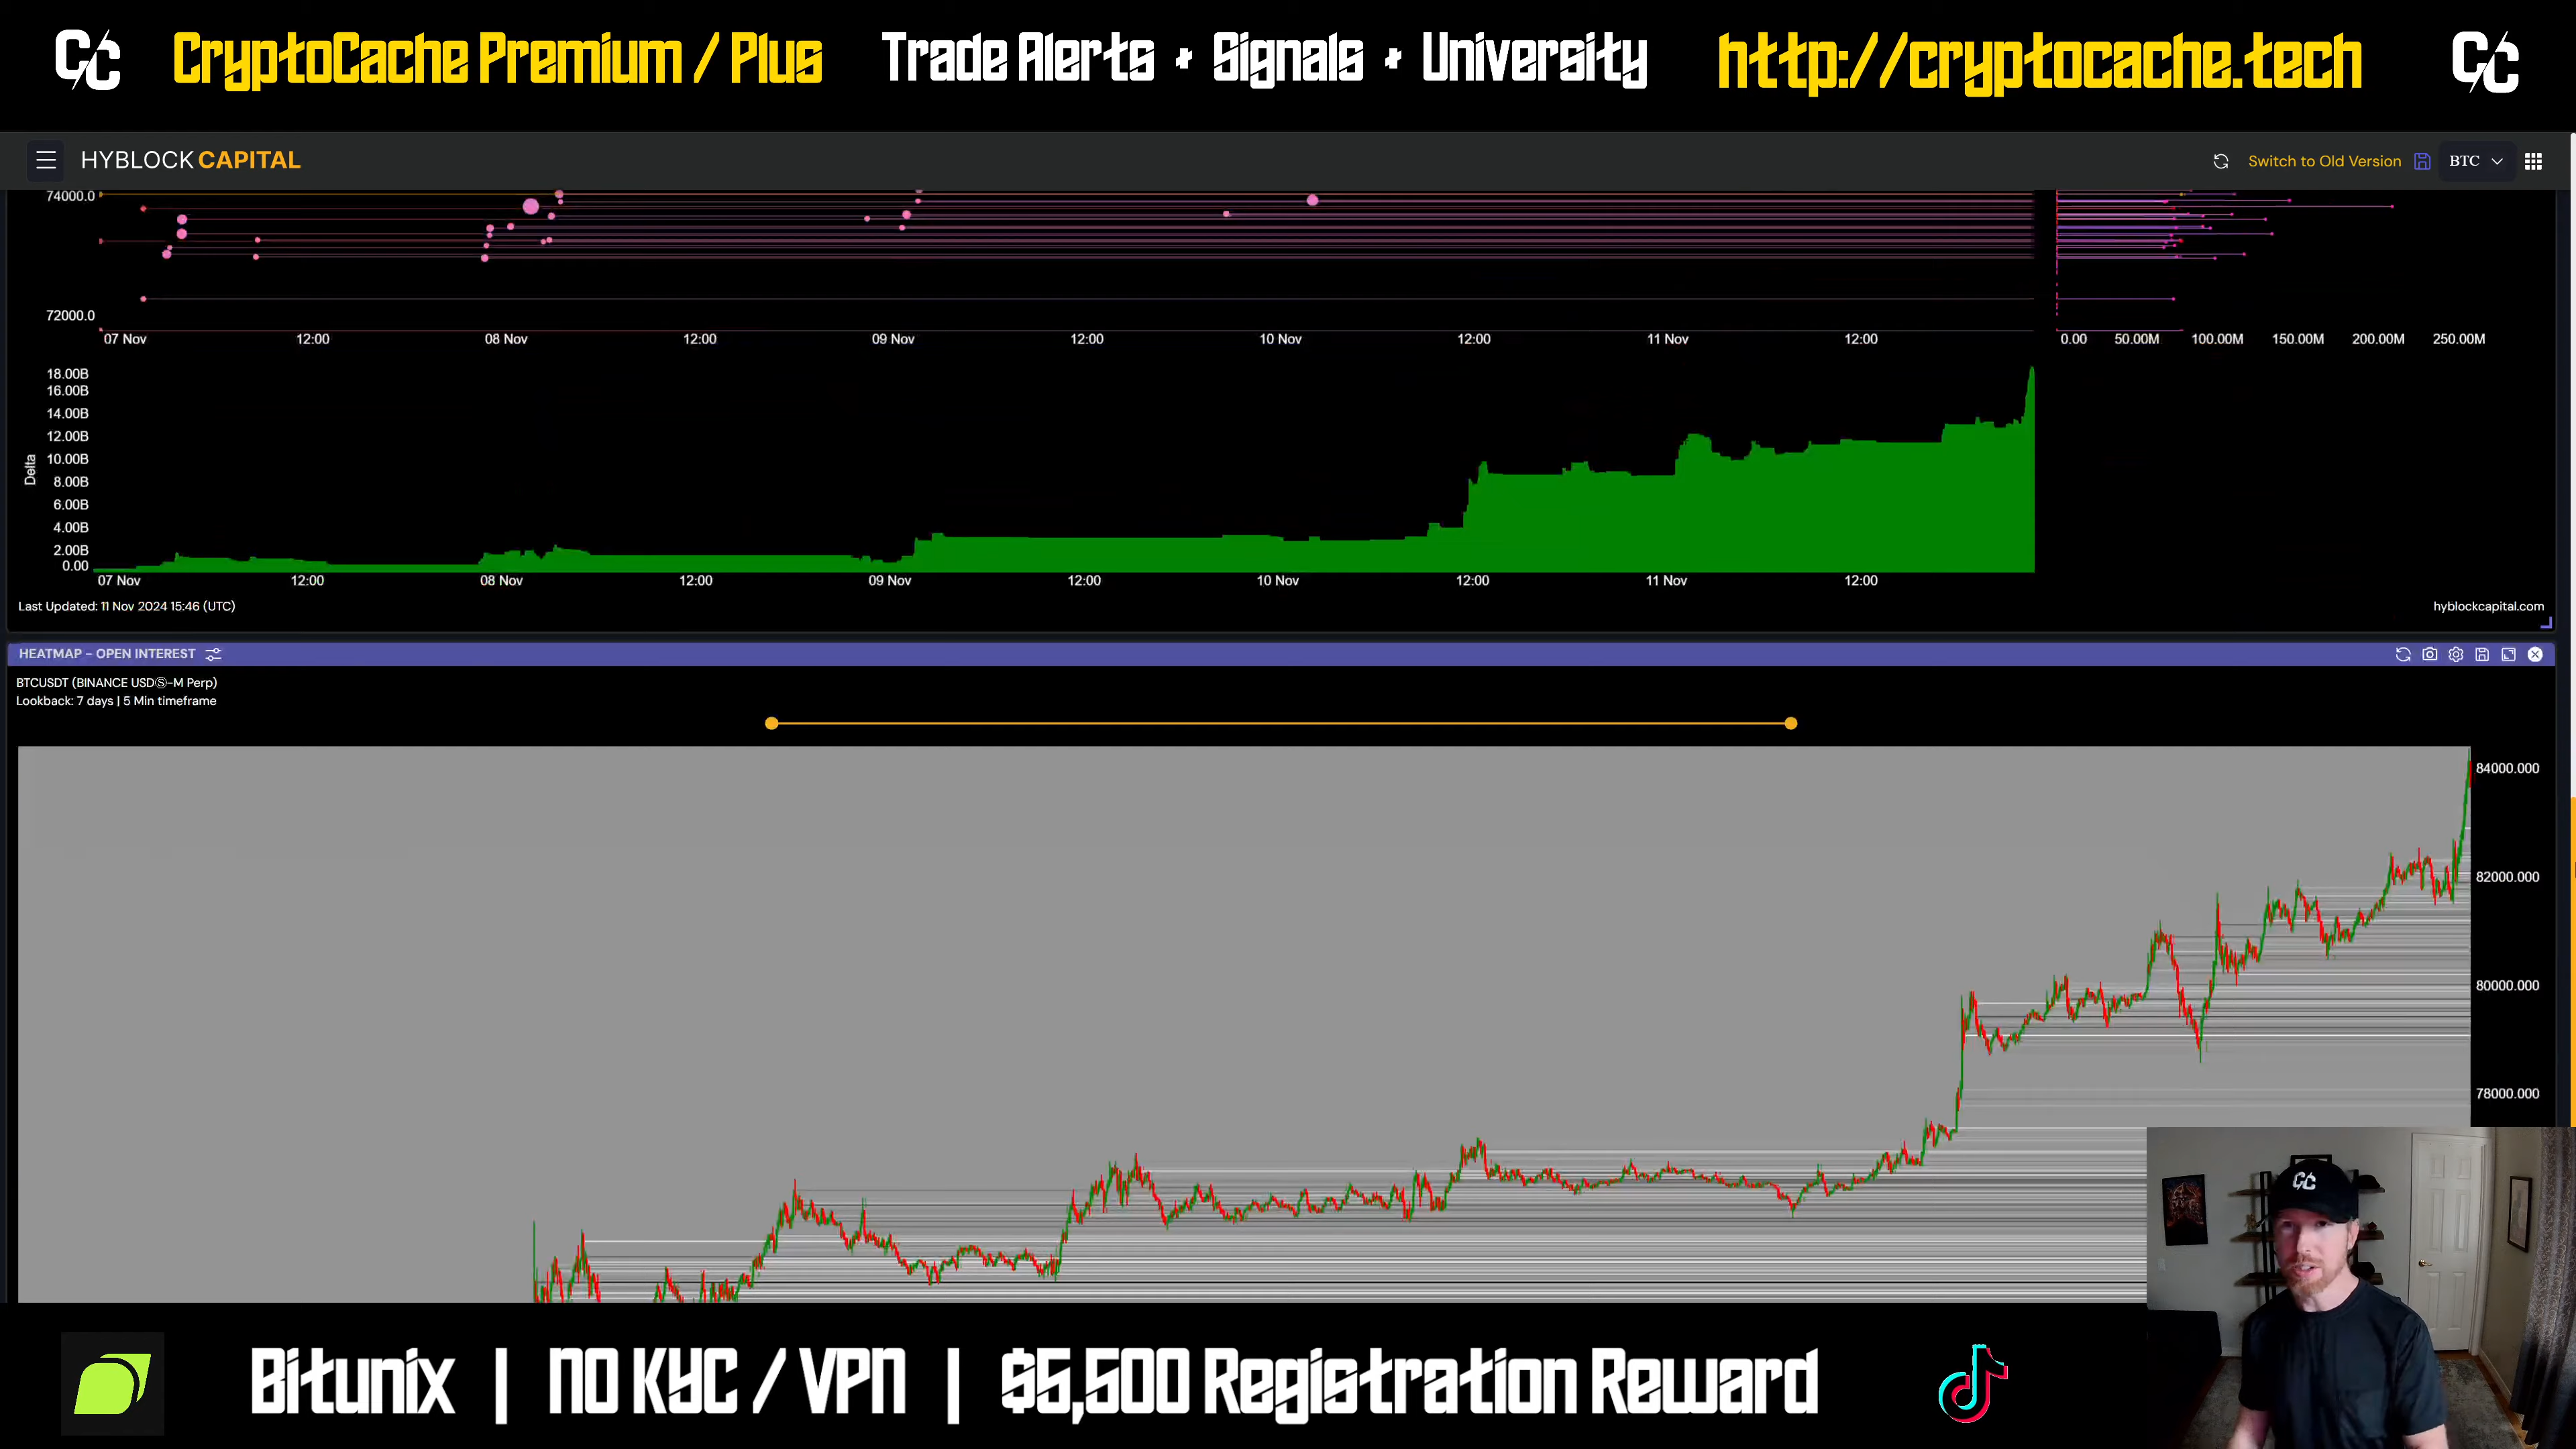 CC CryptoCache Premium / Plus Trade Alerts + Signals + University http://cryptocache.tech CC
HYBLOCK CAPITAL Switch to Old Version BTC
74000.0
72000.0
07 Nov 12:00 08 Nov 12:00 09 Nov 12:00 10 Nov 12:00 11 Nov 12:00 0.00 50.00M 100.00M 150.00M 200.00M 250.00M
18.00B
16.00B
14.00B
12.00B
10.00B
8.00B
6.00B
4.00B
2.00B
0.00
Delta
07 Nov 12:00 08 Nov 12:00 09 Nov 12:00 10 Nov 12:00 11 Nov 12:00
Last Updated: 11 Nov 2024 15:46 (UTC) hyblockcapital.com
HEATMAP – OPEN INTEREST
BTCUSDT (BINANCE USDⓈ-M Perp)
Lookback: 7 days | 5 Min timeframe
84000.000
82000.000
80000.000
78000.000
CC
Bitunix | NO KYC / VPN | $5,500 Registration Reward